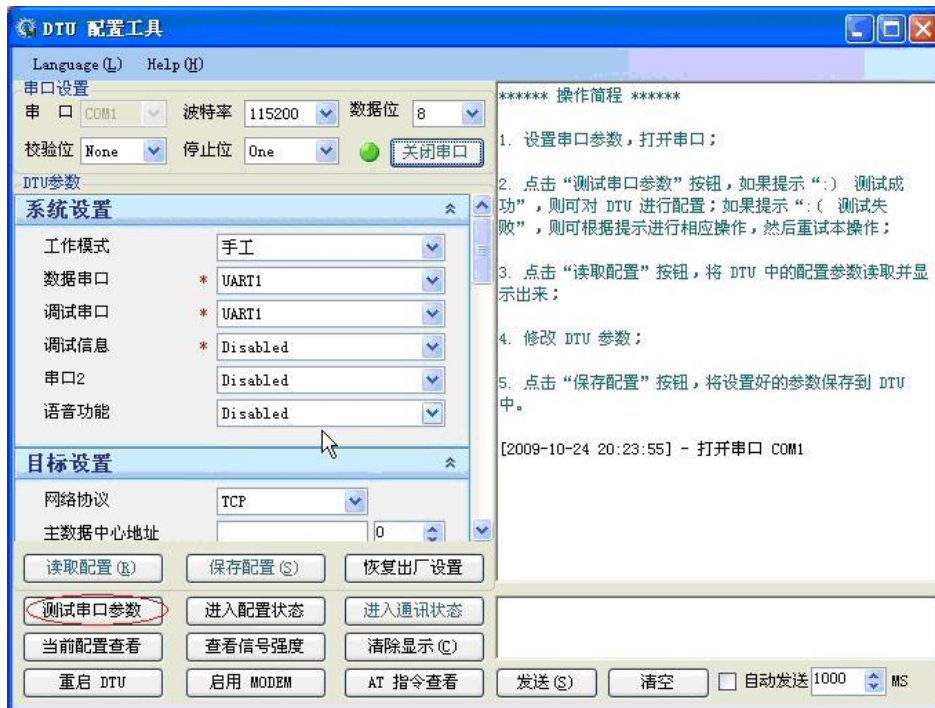 DTU 配置工具
Language(L) Help(H)
串口设置
串 口 COM1 波特率 115200 数据位 8
校验位 None 停止位 One 关闭串口
DTU参数
系统设置
工作模式 手工
数据串口 * UART1
调试串口 * UART1
调试信息 * Disabled
串口2 Disabled
语音功能 Disabled
目标设置
网络协议 TCP
主数据中心地址 0
读取配置(R) 保存配置(S) 恢复出厂设置
测试串口参数 进入配置状态 进入通讯状态
当前配置查看 查看信号强度 清除显示(C)
重启 DTU 启用 MODEM AT 指令查看
****** 操作简程 ******
1. 设置串口参数，打开串口；
2. 点击“测试串口参数”按钮，如果提示“:) 测试成
功”，则可对 DTU 进行配置；如果提示“:( 测试失
败”，则可根据提示进行相应操作，然后重试本操作；
3. 点击“读取配置”按钮，将 DTU 中的配置参数读取并显
示出来；
4. 修改 DTU 参数；
5. 点击“保存配置”按钮，将设置好的参数保存到 DTU
中。
[2009-10-24 20:23:55] - 打开串口 COM1
发送(S) 清空 自动发送 1000 MS